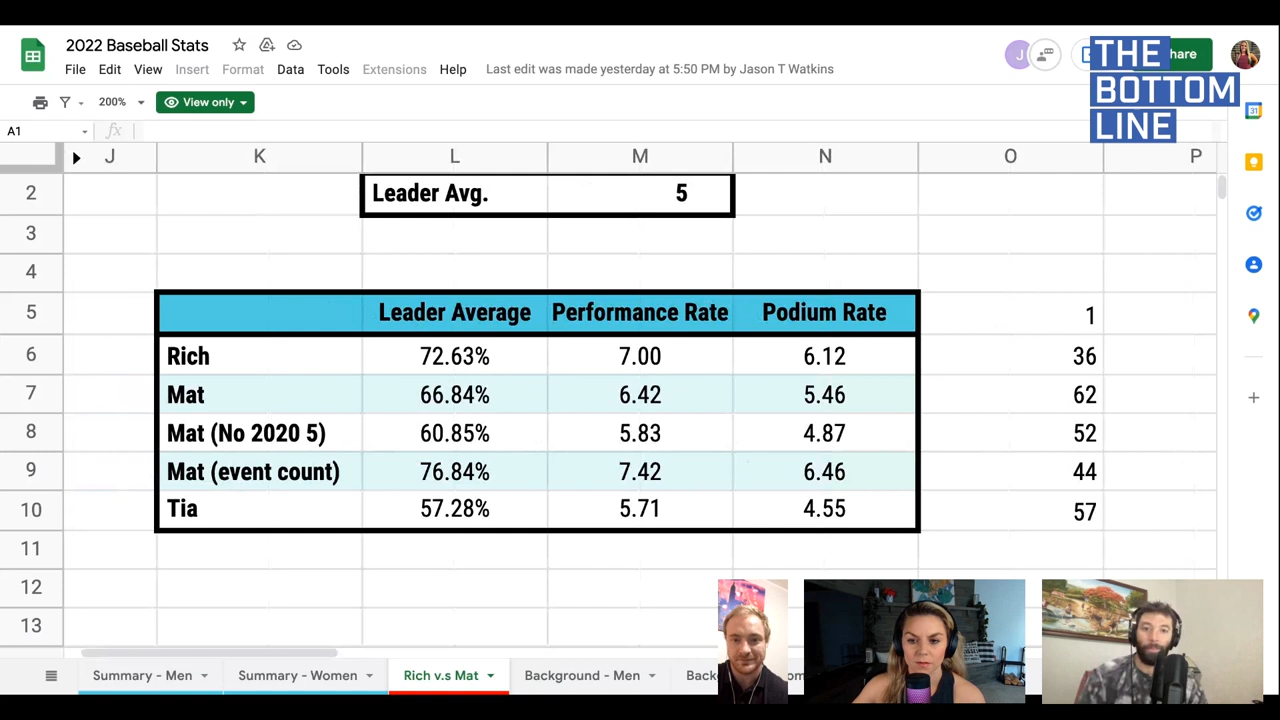 2022 Baseball Stats
THE
BOTTOM
LINE
J
Share
File Edit View Insert Format Data Tools Extensions Help Last edit was made yesterday at 5:50 PM by Jason T Watkins
200% View only
A1 fx
31
J K L M N O P
2 Leader Avg. 5
3
4
5 Leader Average Performance Rate Podium Rate 1
6 Rich 72.63% 7.00 6.12 36
7 Mat 66.84% 6.42 5.46 62
8 Mat (No 2020 5) 60.85% 5.83 4.87 52
9 Mat (event count) 76.84% 7.42 6.46 44
10 Tia 57.28% 5.71 4.55 57
11
12
13
Summary - Men Summary - Women Rich v.s Mat Background - Men